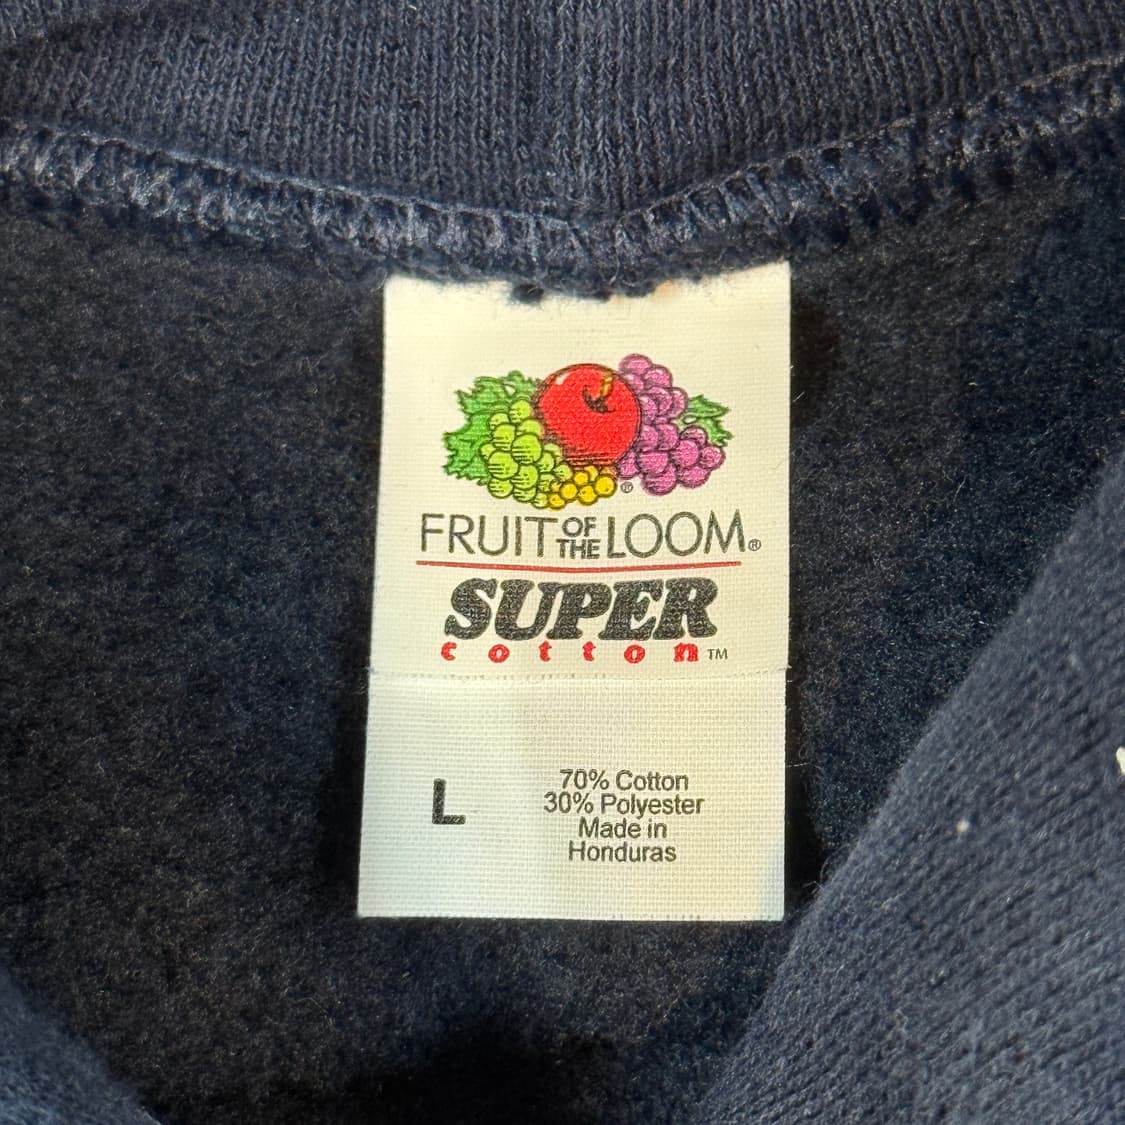 FRUIT OF THE LOOM®
SUPER
cotton™
L
70% Cotton
30% Polyester
Made in
Honduras